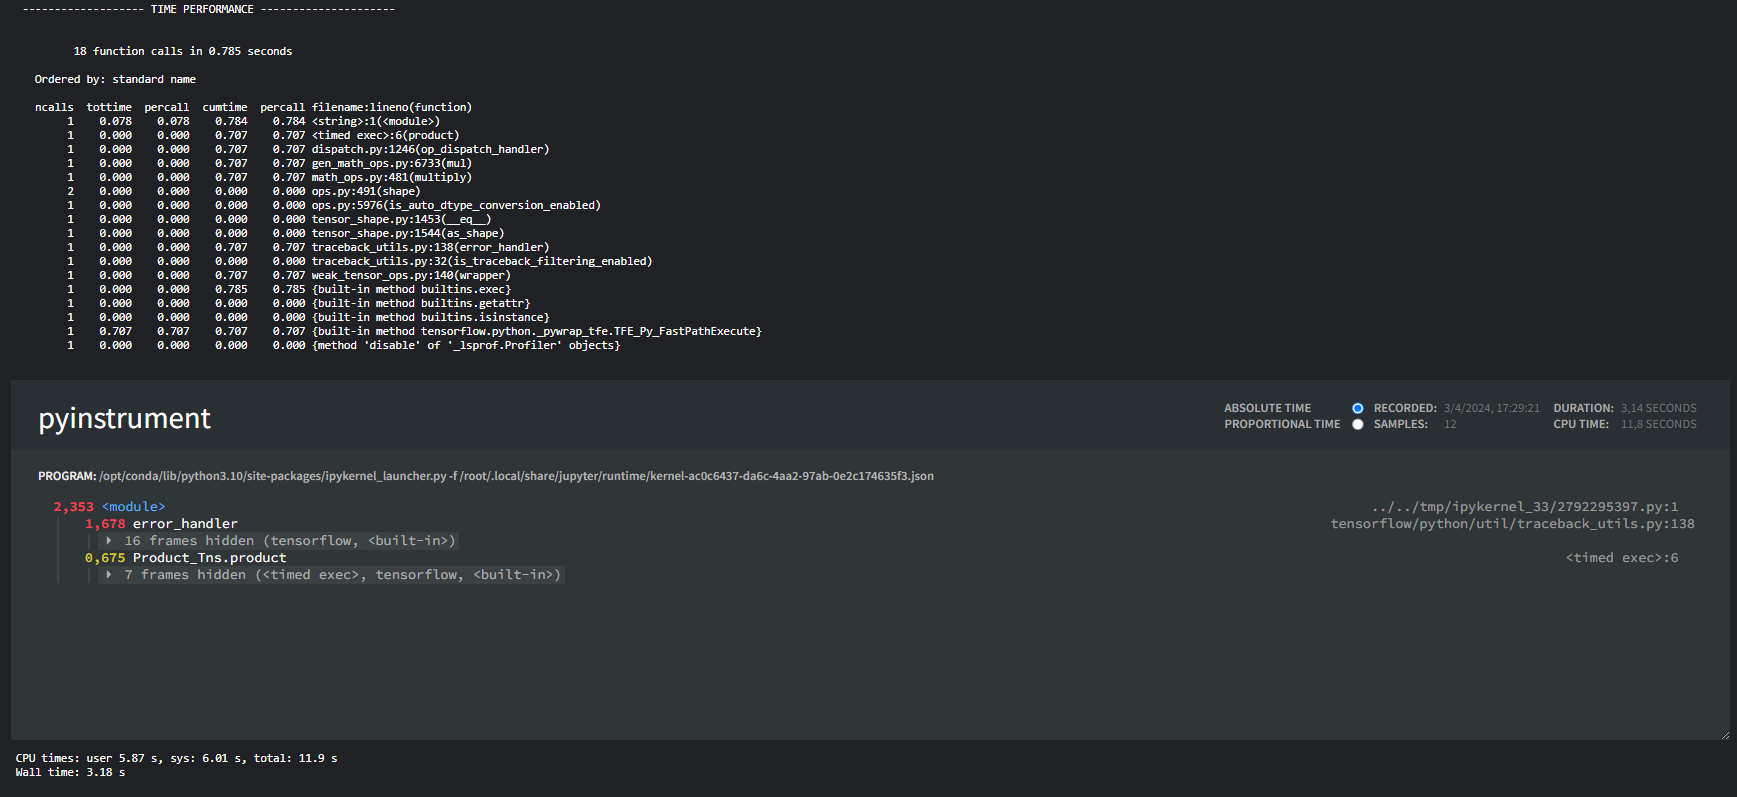 ------------------- TIME PERFORMANCE ---------------------
18 function calls in 0.785 seconds
Ordered by: standard name
ncalls  tottime  percall  cumtime  percall filename:lineno(function)
1    0.078    0.078    0.784    0.784 <string>:1(<module>)
1    0.000    0.000    0.707    0.707 <timed exec>:6(product)
1    0.000    0.000    0.707    0.707 dispatch.py:1246(op_dispatch_handler)
1    0.000    0.000    0.707    0.707 gen_math_ops.py:6733(mul)
1    0.000    0.000    0.707    0.707 math_ops.py:481(multiply)
2    0.000    0.000    0.000    0.000 ops.py:491(shape)
1    0.000    0.000    0.000    0.000 ops.py:5976(is_auto_dtype_conversion_enabled)
1    0.000    0.000    0.000    0.000 tensor_shape.py:1453(__eq__)
1    0.000    0.000    0.000    0.000 tensor_shape.py:1544(as_shape)
1    0.000    0.000    0.707    0.707 traceback_utils.py:138(error_handler)
1    0.000    0.000    0.000    0.000 traceback_utils.py:32(is_traceback_filtering_enabled)
1    0.000    0.000    0.707    0.707 weak_tensor_ops.py:140(wrapper)
1    0.000    0.000    0.785    0.785 {built-in method builtins.exec}
1    0.000    0.000    0.000    0.000 {built-in method builtins.getattr}
1    0.000    0.000    0.000    0.000 {built-in method builtins.isinstance}
1    0.707    0.707    0.707    0.707 {built-in method tensorflow.python._pywrap_tfe.TFE_Py_FastPathExecute}
1    0.000    0.000    0.000    0.000 {method 'disable' of '_lsprof.Profiler' objects}
pyinstrument
ABSOLUTE TIME RECORDED: 3/4/2024, 17:29:21 DURATION: 3,14 SECONDS
PROPORTIONAL TIME SAMPLES: 12 CPU TIME: 11,8 SECONDS
PROGRAM: /opt/conda/lib/python3.10/site-packages/ipykernel_launcher.py -f /root/.local/share/jupyter/runtime/kernel-ac0c6437-da6c-4aa2-97ab-0e2c174635f3.json
2,353 <module> ../../tmp/ipykernel_33/2792295397.py:1
1,678 error_handler tensorflow/python/util/traceback_utils.py:138
16 frames hidden (tensorflow, <built-in>)
0,675 Product_Tns.product <timed exec>:6
7 frames hidden (<timed exec>, tensorflow, <built-in>)
CPU times: user 5.87 s, sys: 6.01 s, total: 11.9 s
Wall time: 3.18 s